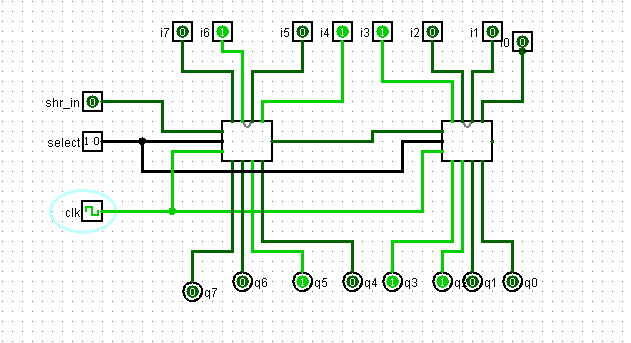 i7 0 i6 1 i5 0 i4 1 i3 1 i2 0 i1 0 i0 0
shr_in 0
select 1 0
clk
0 q7 0 q6 1 q5 0 q4 1 q3 1 q2 0 q1 0 q0